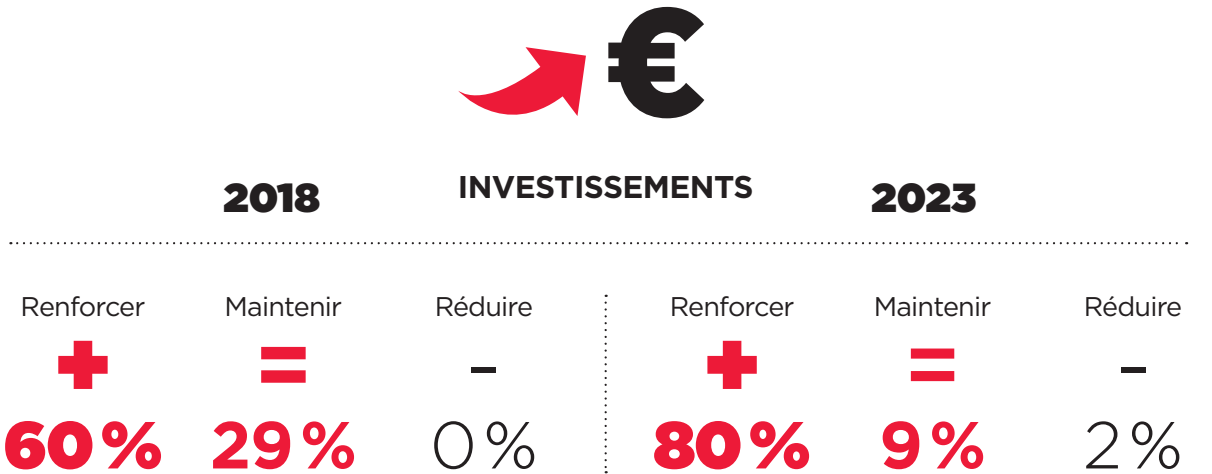 €
INVESTISSEMENTS
2018
2023
Renforcer Maintenir Réduire
+ = –
60 % 29 % 0 %
Renforcer Maintenir Réduire
+ = –
80 % 9 % 2 %